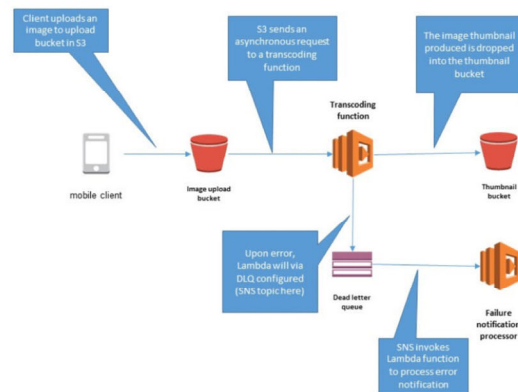 Client uploads an
image to upload
bucket in S3
S3 sends an
asynchronous request
to a transcoding
function
The image thumbnail
produced is dropped
into the thumbnail
bucket
Transcoding
function
mobile client
Image upload
bucket
Thumbnail
bucket
Upon error,
Lambda will via
DLQ configured
(SNS topic here)
Dead letter
queue
Failure
notification
processor
SNS invokes
Lambda function
to process error
notification